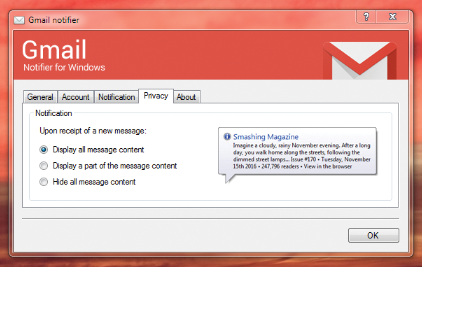 Gmail notifier
Gmail
Notifier for Windows
General Account Notification Privacy About
Notification
Upon receipt of a new message:
Display all message content
Display a part of the message content
Hide all message content
Smashing Magazine
Imagine a cloudy, rainy November evening. After a long
day, you walk home along the streets, following the
dimmed street lamps... Issue #170 • Tuesday, November
15th 2016 • 247,796 readers • View in the browser
OK